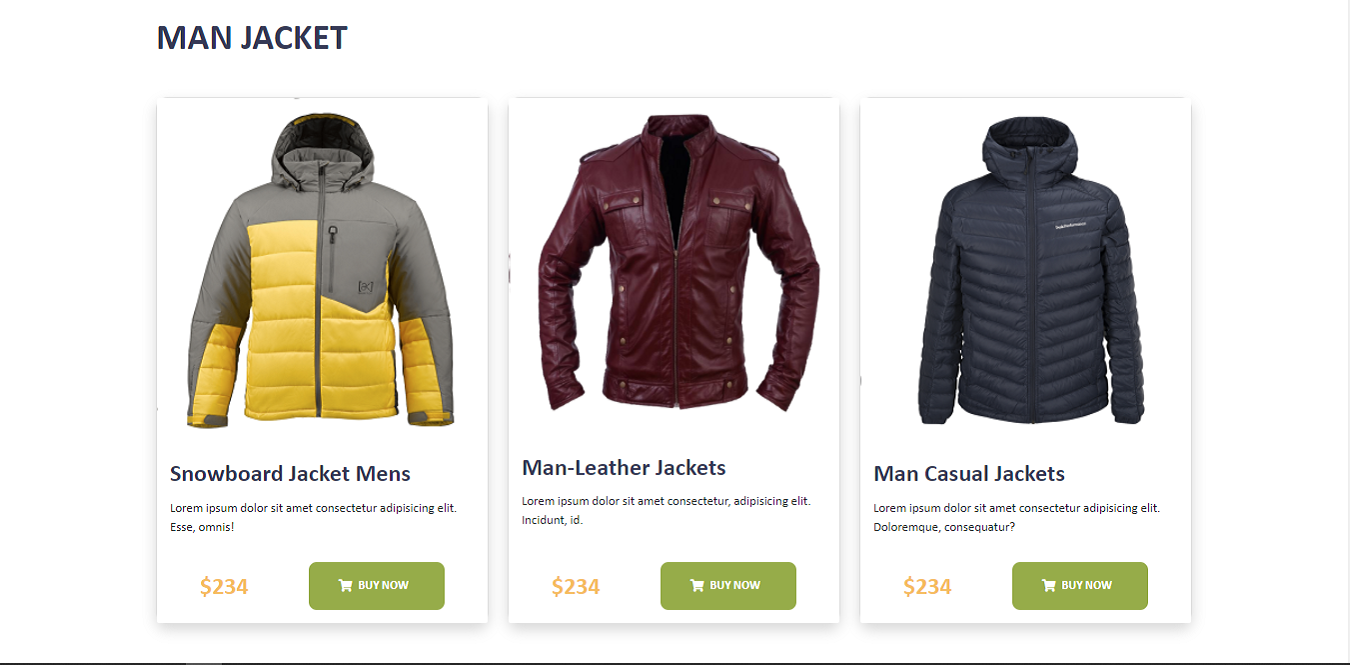 MAN JACKET
Snowboard Jacket Mens
Lorem ipsum dolor sit amet consectetur adipisicing elit.
Esse, omnis!
$234
BUY NOW
Man-Leather Jackets
Lorem ipsum dolor sit amet consectetur, adipisicing elit.
Incidunt, id.
$234
BUY NOW
Man Casual Jackets
Lorem ipsum dolor sit amet consectetur adipisicing elit.
Doloremque, consequatur?
$234
BUY NOW